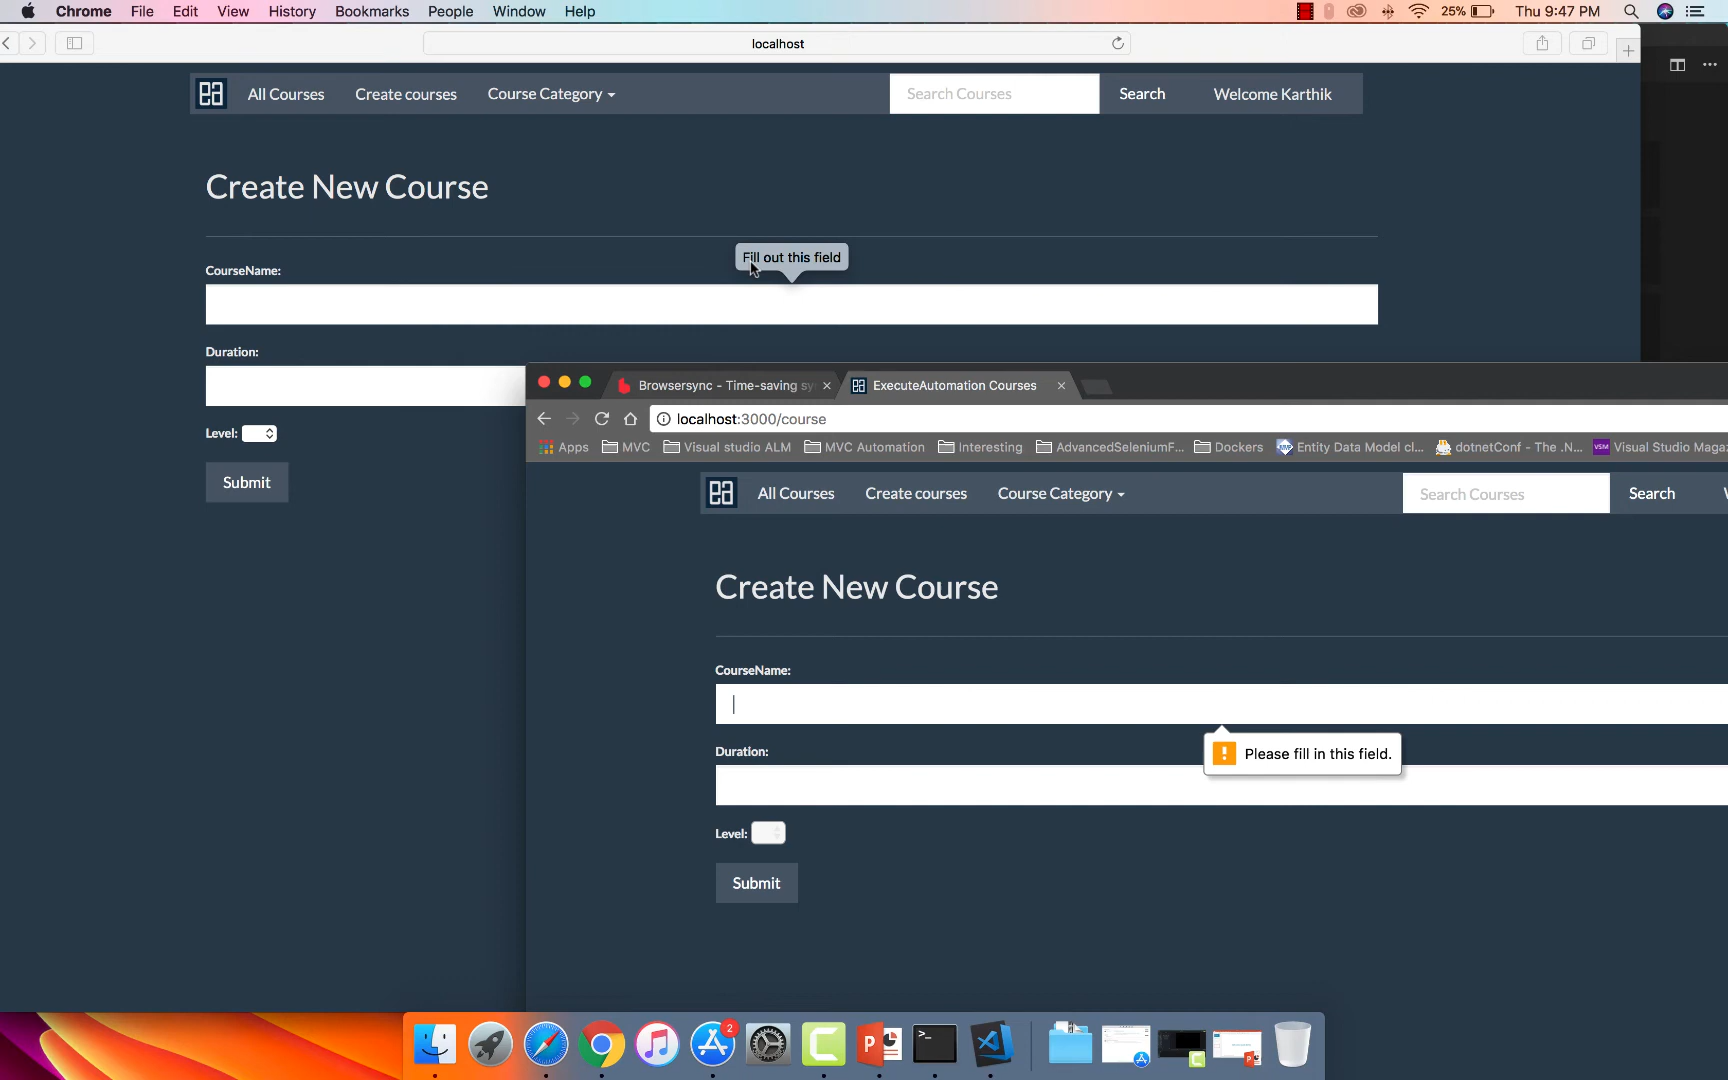 Chrome File Edit View History Bookmarks People Window Help 25% Thu 9:47 PM
localhost
All Courses Create courses Course Category Search Courses Search Welcome Karthik
Create New Course
Fill out this field
CourseName:
Duration:
Level:
Submit
Browsersync - Time-saving sy
ExecuteAutomation Courses
localhost:3000/course
Apps MVC Visual studio ALM MVC Automation Interesting AdvancedSeleniumF... Dockers Entity Data Model cl... dotnetConf - The .N... VSM Visual Studio Maga
All Courses Create courses Course Category Search Courses Search
Create New Course
CourseName:
Please fill in this field.
Duration:
Level:
Submit
2